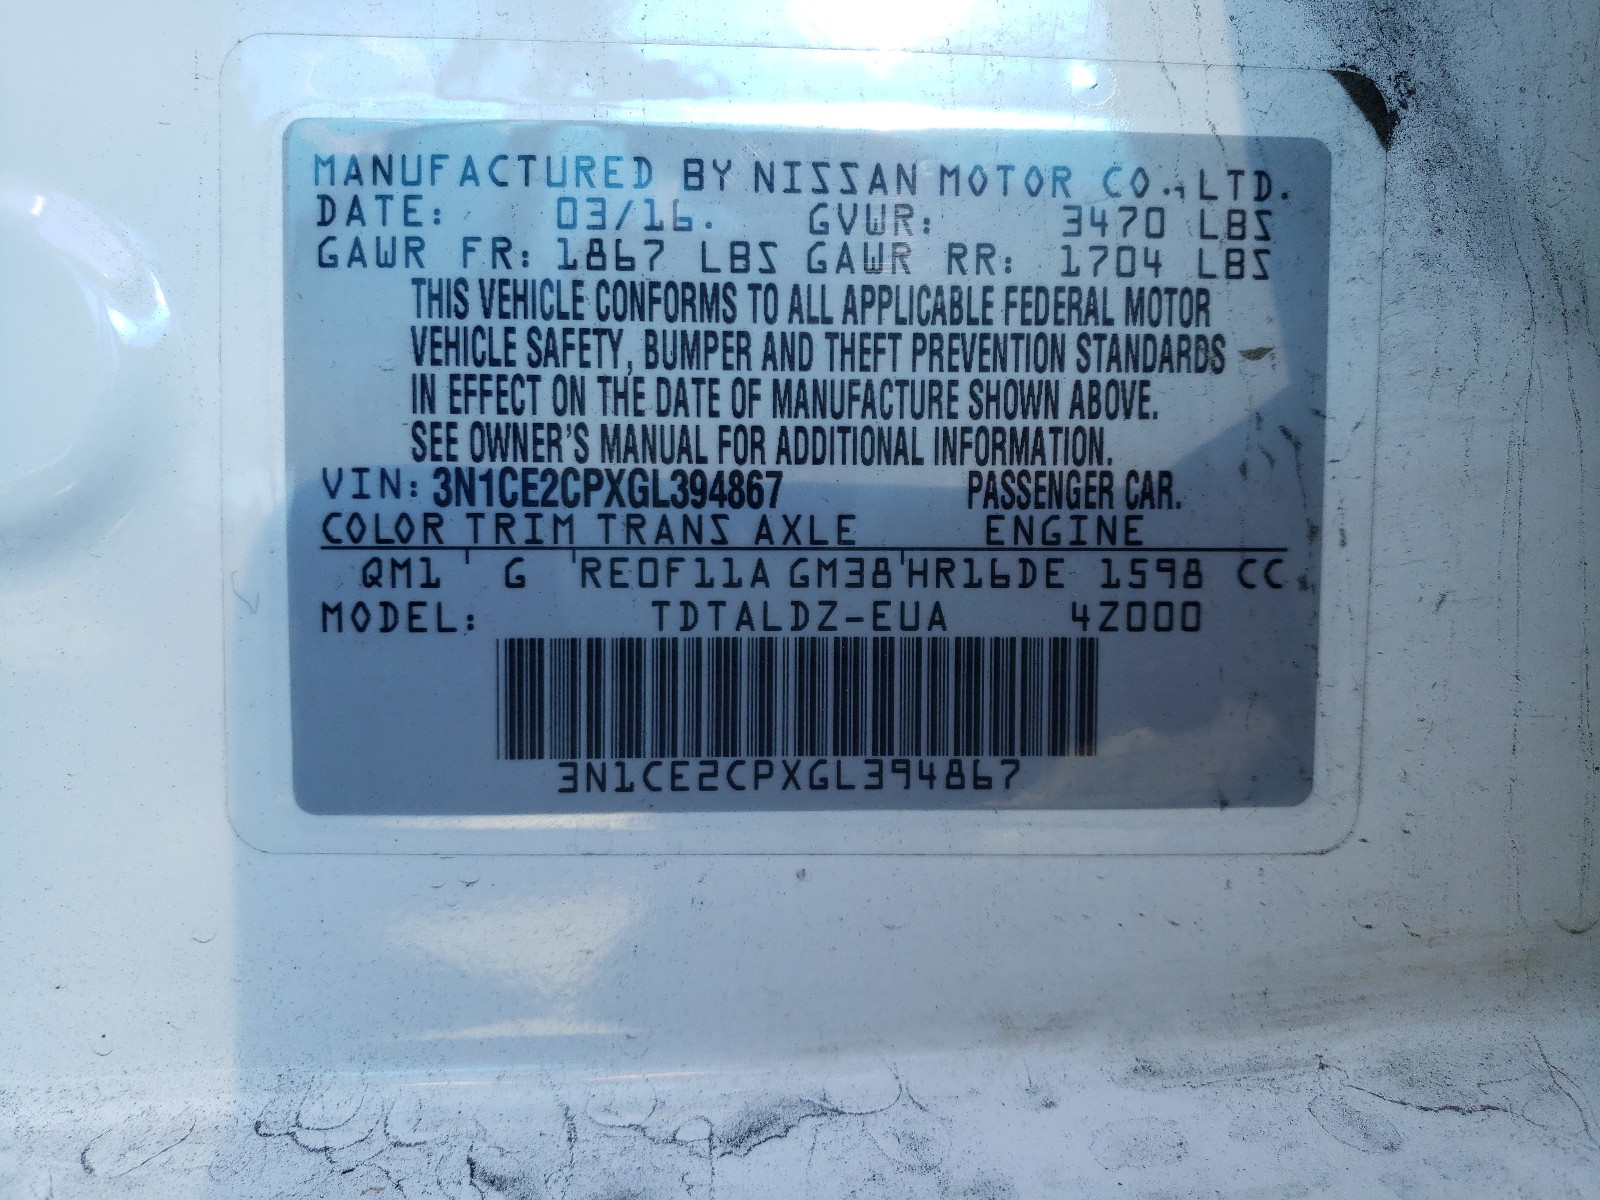 MANUFACTURED BY NISSAN MOTOR CO., LTD.
DATE: 03/16. GVWR: 3470 LBS
GAWR FR: 1867 LBS GAWR RR: 1704 LBS
THIS VEHICLE CONFORMS TO ALL APPLICABLE FEDERAL MOTOR
VEHICLE SAFETY, BUMPER AND THEFT PREVENTION STANDARDS
IN EFFECT ON THE DATE OF MANUFACTURE SHOWN ABOVE.
SEE OWNER'S MANUAL FOR ADDITIONAL INFORMATION.
VIN: 3N1CE2CPXGL394867 PASSENGER CAR.
COLOR TRIM TRANS AXLE ENGINE
QM1 G RE0F11A GM38 HR16DE 1598 CC
MODEL: TDTALDZ-EUA 4Z000
3N1CE2CPXGL394867